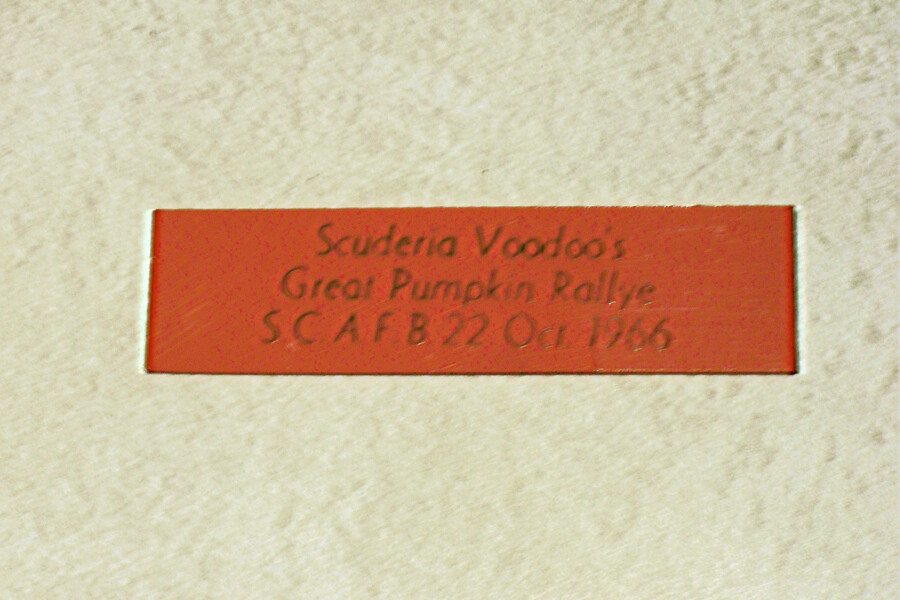 Scuderia Voodoo's
Great Pumpkin Rallye
S C A F B 22 Oct. 1966